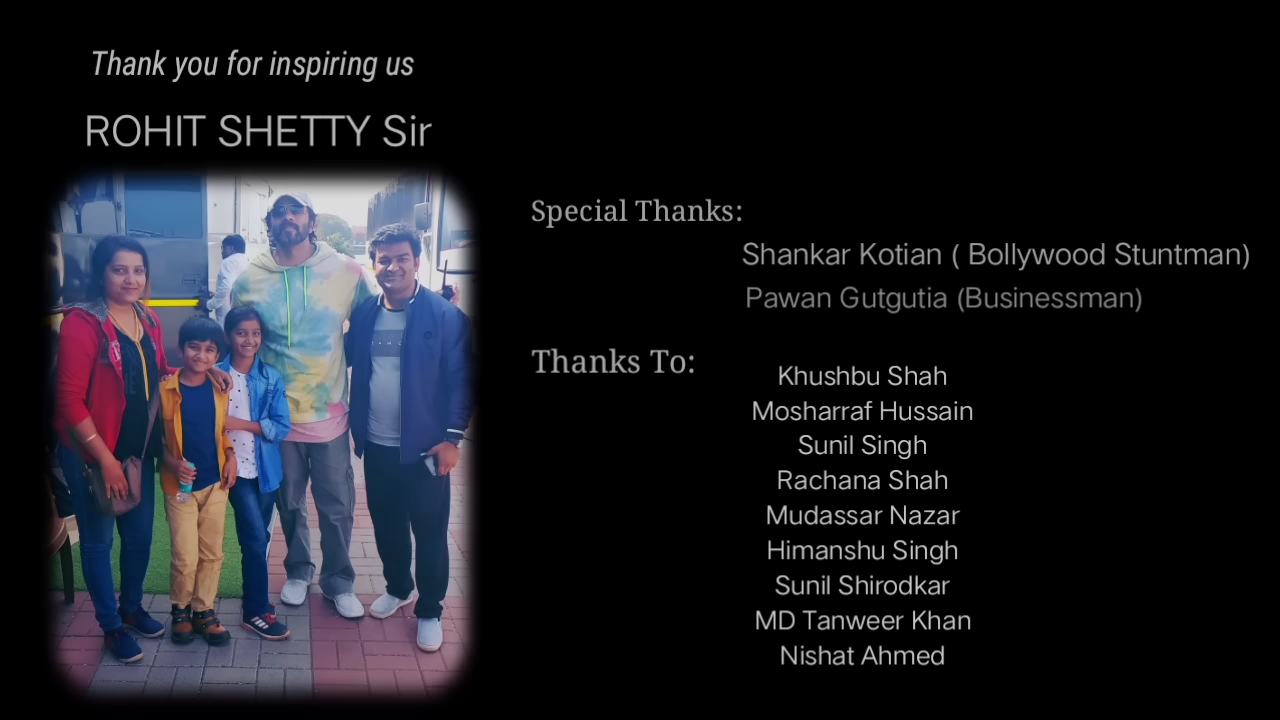 Thank you for inspiring us
ROHIT SHETTY Sir
Special Thanks:
Shankar Kotian ( Bollywood Stuntman)
Pawan Gutgutia (Businessman)
Thanks To:
Khushbu Shah
Mosharraf Hussain
Sunil Singh
Rachana Shah
Mudassar Nazar
Himanshu Singh
Sunil Shirodkar
MD Tanweer Khan
Nishat Ahmed